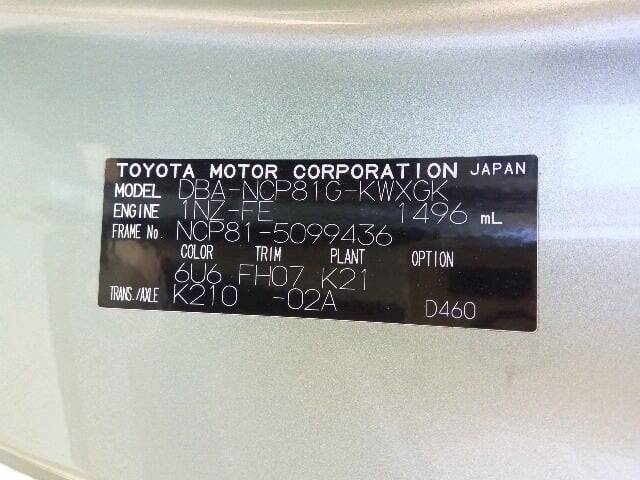 TOYOTA MOTOR CORPORATION JAPAN
MODEL DBA-NCP81G-KWXGK
ENGINE 1NZ-FE 1496 mL
FRAME No. NCP81-5099436
COLOR TRIM PLANT OPTION
6U6 FH07 K21
TRANS./AXLE K210 -02A D460